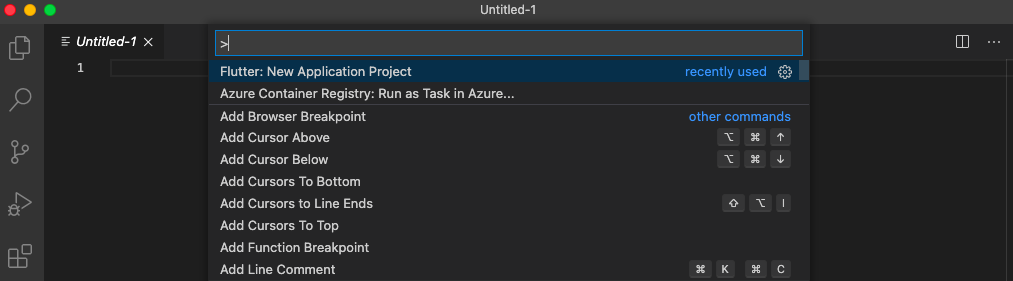 Untitled-1
Untitled-1
>
1
Flutter: New Application Project recently used
Azure Container Registry: Run as Task in Azure...
Add Browser Breakpoint other commands
Add Cursor Above ⌥ ⌘ ↑
Add Cursor Below ⌥ ⌘ ↓
Add Cursors To Bottom
Add Cursors to Line Ends ⇧ ⌥ I
Add Cursors To Top
Add Function Breakpoint
Add Line Comment ⌘ K ⌘ C